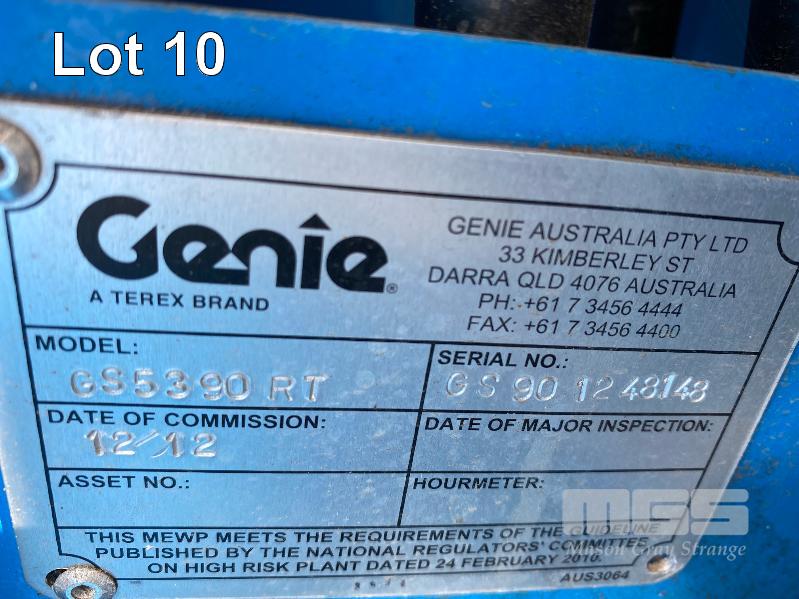 Lot 10
Genie
A TEREX BRAND
GENIE AUSTRALIA PTY LTD
33 KIMBERLEY ST
DARRA QLD 4076 AUSTRALIA
PH: +61 7 3456 4444
FAX: +61 7 3456 4400
MODEL:
GS5390 RT
SERIAL NO.:
GS90 12 48148
DATE OF COMMISSION:
12/12
DATE OF MAJOR INSPECTION:
ASSET NO.:
HOURMETER:
THIS MEWP MEETS THE REQUIREMENTS OF THE GUIDELINE
PUBLISHED BY THE NATIONAL REGULATORS' COMMITTEE
ON HIGH RISK PLANT DATED 24 FEBRUARY 2010.
AUS3064
MGS
Mason Gray Strange